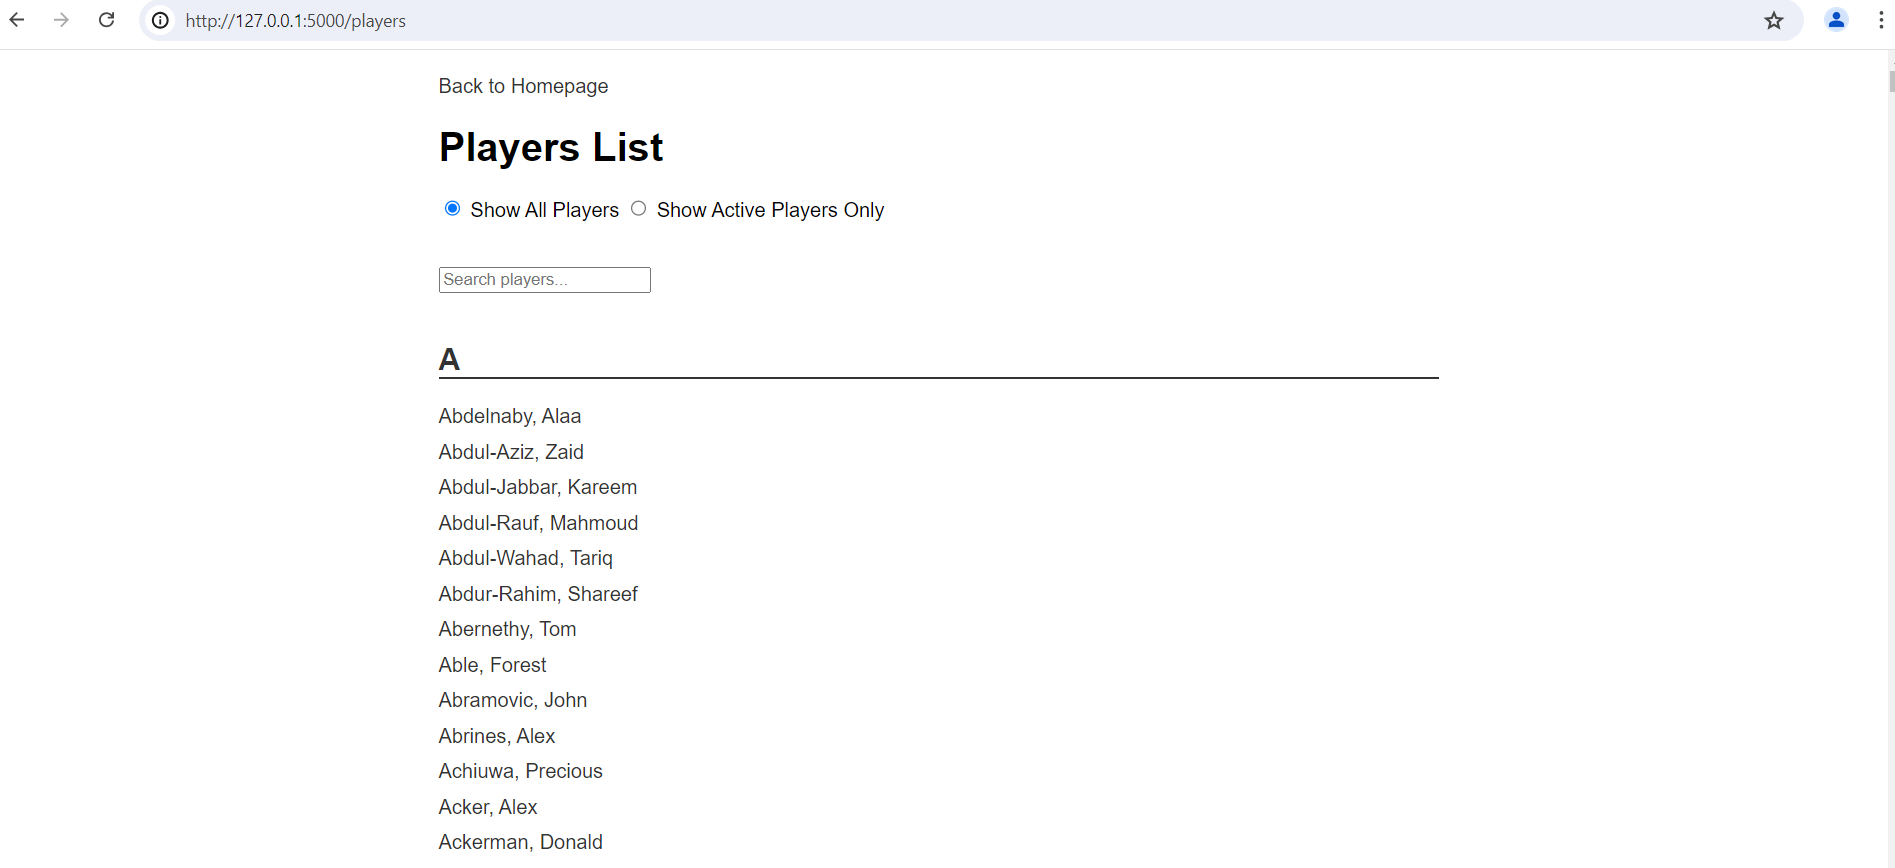 http://127.0.0.1:5000/players
Back to Homepage
Players List
Show All Players Show Active Players Only
Search players...
A
Abdelnaby, Alaa
Abdul-Aziz, Zaid
Abdul-Jabbar, Kareem
Abdul-Rauf, Mahmoud
Abdul-Wahad, Tariq
Abdur-Rahim, Shareef
Abernethy, Tom
Able, Forest
Abramovic, John
Abrines, Alex
Achiuwa, Precious
Acker, Alex
Ackerman, Donald